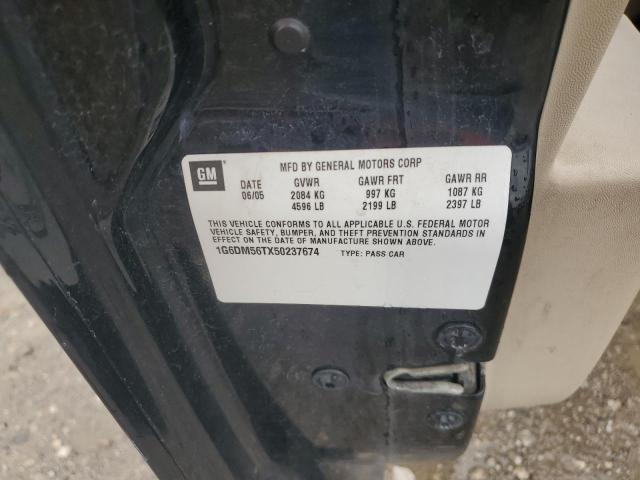 GM
MFD BY GENERAL MOTORS CORP
DATE GVWR GAWR FRT GAWR RR
06/05 2084 KG 997 KG 1087 KG
4596 LB 2199 LB 2397 LB
THIS VEHICLE CONFORMS TO ALL APPLICABLE U.S. FEDERAL MOTOR
VEHICLE SAFETY, BUMPER, AND THEFT PREVENTION STANDARDS IN
EFFECT ON THE DATE OF MANUFACTURE SHOWN ABOVE.
1G6DM56TX50237674 TYPE: PASS CAR